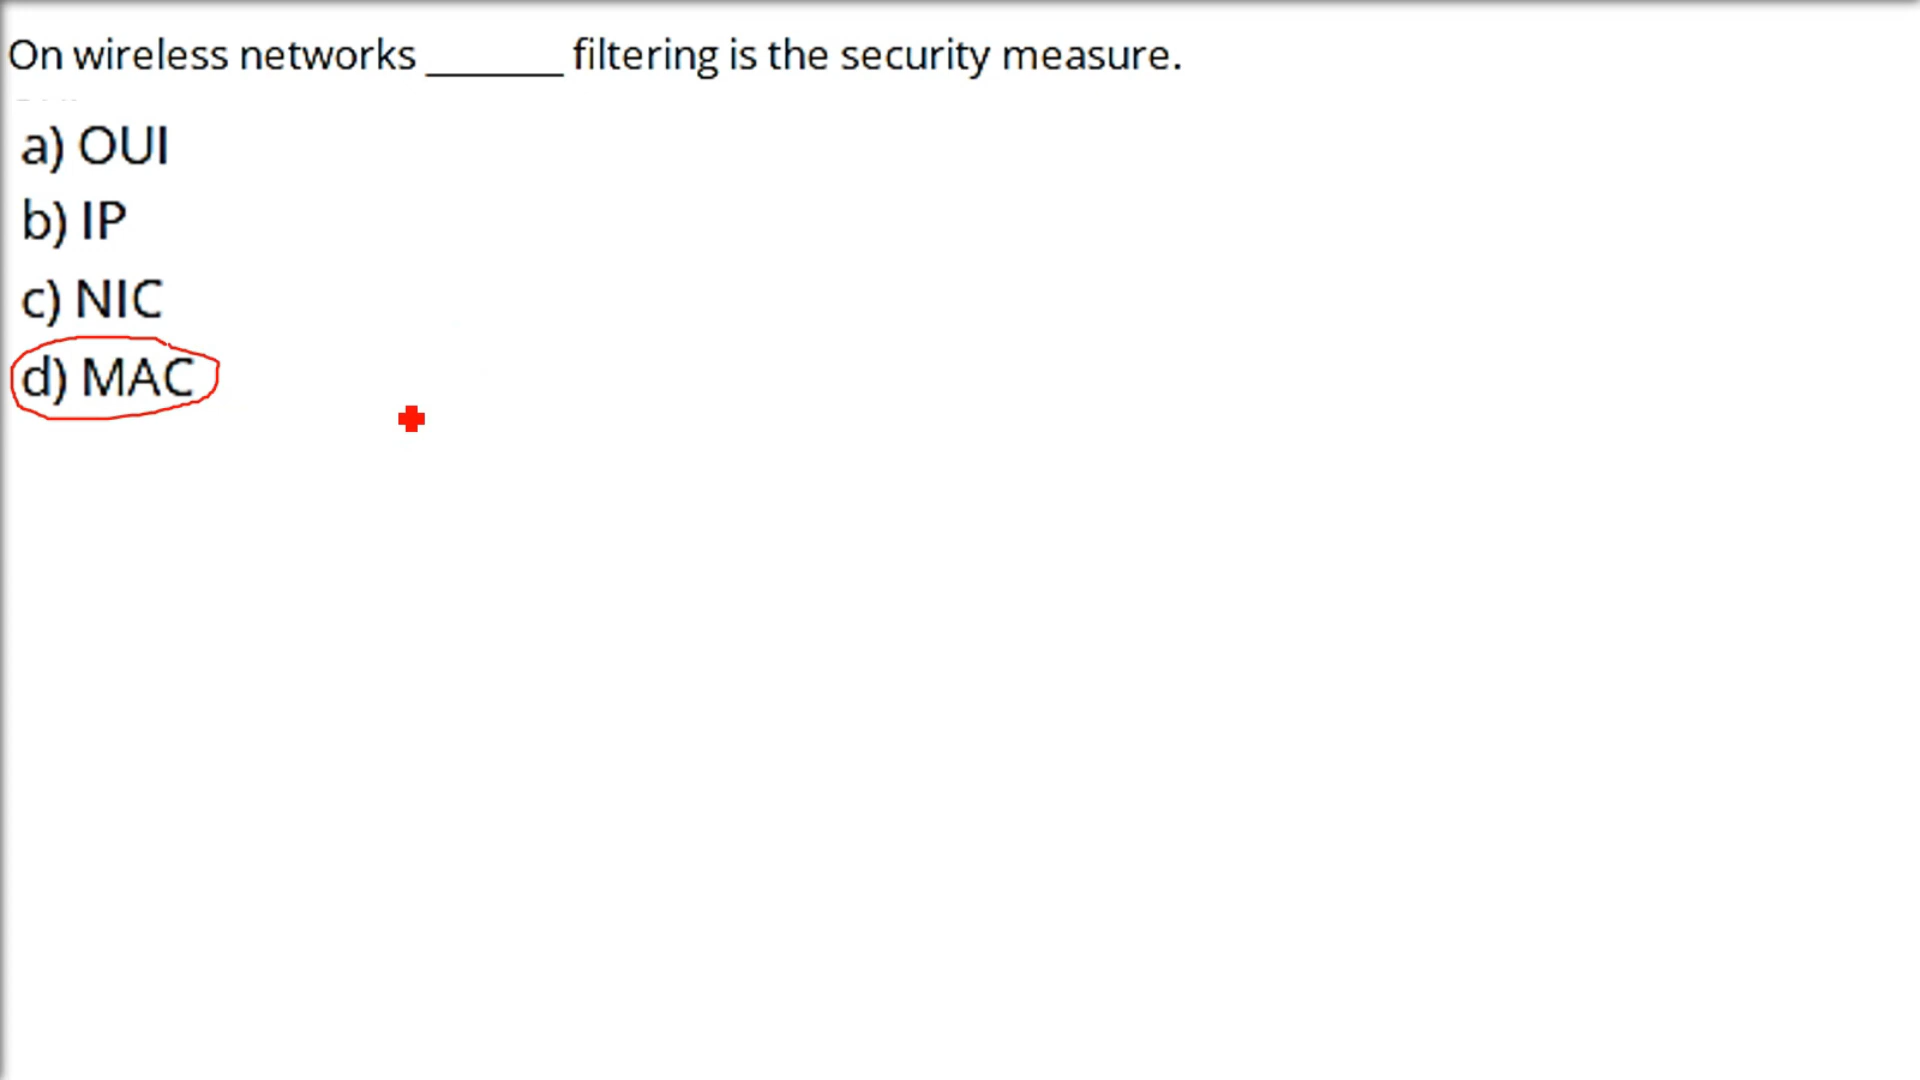 On wireless networks _______ filtering is the security measure.
a) OUI
b) IP
c) NIC
d) MAC